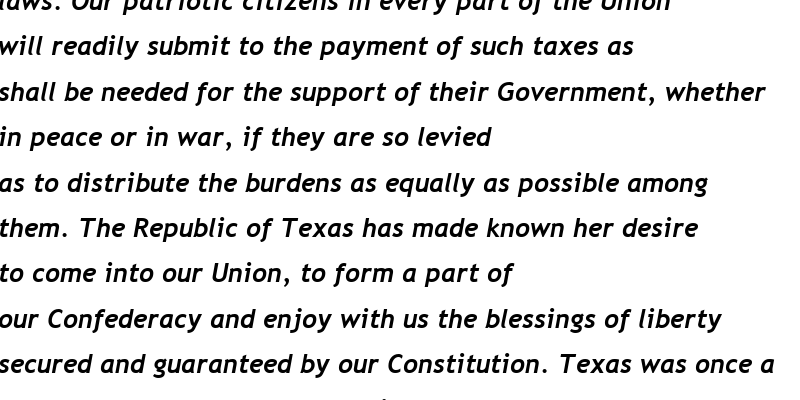 laws. Our patriotic citizens in every part of the Union
will readily submit to the payment of such taxes as
shall be needed for the support of their Government, whether
in peace or in war, if they are so levied
as to distribute the burdens as equally as possible among
them. The Republic of Texas has made known her desire
to come into our Union, to form a part of
our Confederacy and enjoy with us the blessings of liberty
secured and guaranteed by our Constitution. Texas was once a